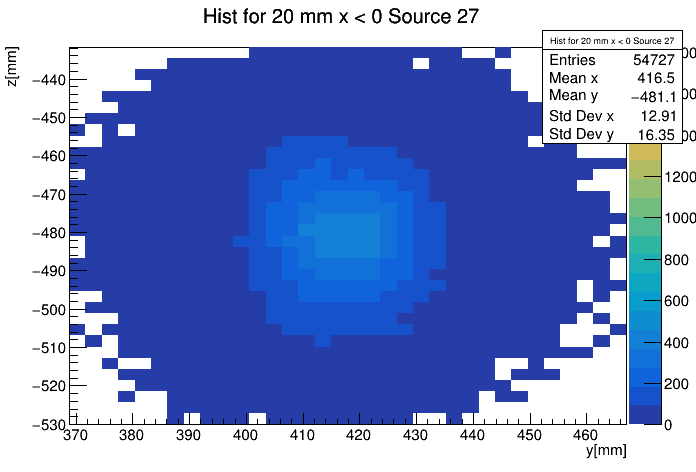 Hist for 20 mm x < 0 Source 27
Hist for 20 mm x < 0 Source 27
Entries 54727
Mean x 416.5
Mean y −481.1
Std Dev x 12.91
Std Dev y 16.35
z[mm]
−440
−450
−460
−470
−480
−490
−500
−510
−520
−530
1200
1000
800
600
400
200
0
370 380 390 400 410 420 430 440 450 460
y[mm]